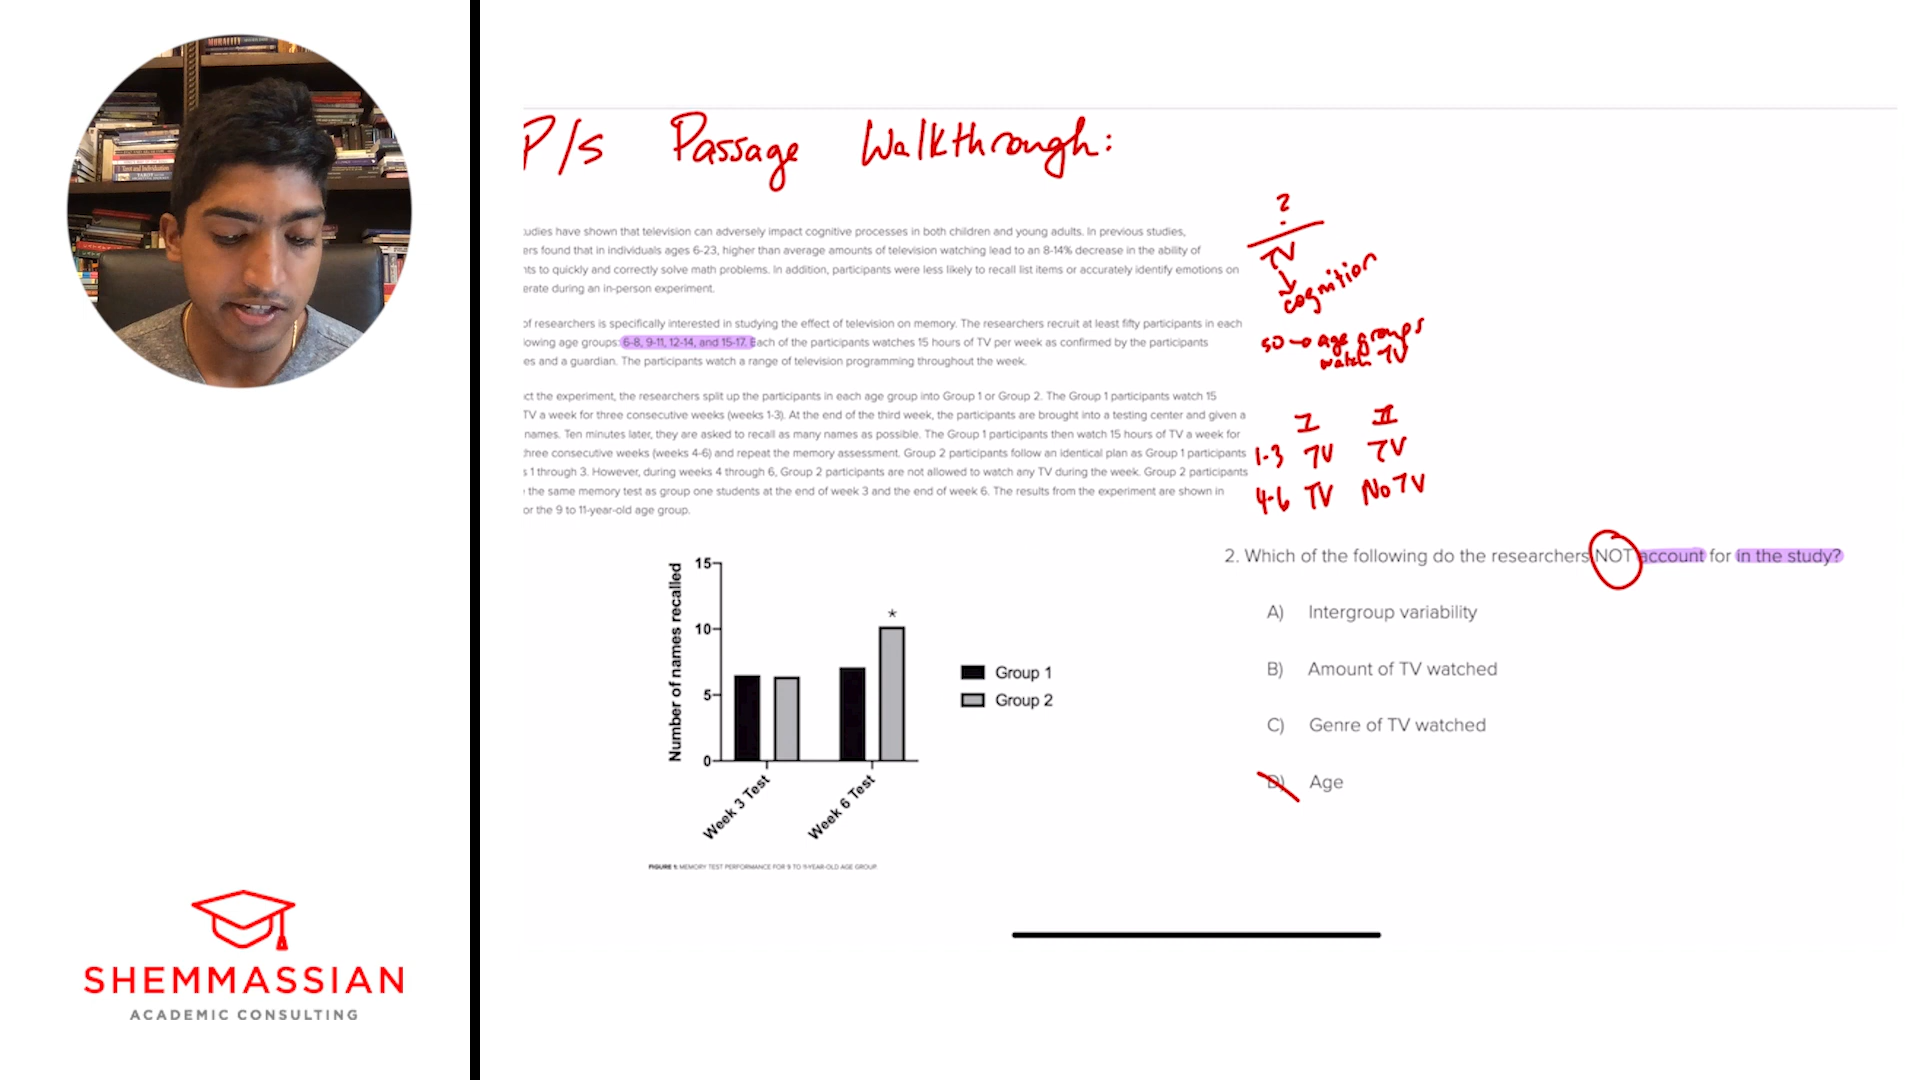 P/s Passage Walkthrough:
udies have shown that television can adversely impact cognitive processes in both children and young adults. In previous studies,
ers found that in individuals ages 6-23, higher than average amounts of television watching lead to an 8-14% decrease in the ability of
nts to quickly and correctly solve math problems. In addition, participants were less likely to recall list items or accurately identify emotions on
erate during an in-person experiment.
of researchers is specifically interested in studying the effect of television on memory. The researchers recruit at least fifty participants in each
owing age groups: 6-8, 9-11, 12-14, and 15-17. Each of the participants watches 15 hours of TV per week as confirmed by the participants
es and a guardian. The participants watch a range of television programming throughout the week.
ct the experiment, the researchers split up the participants in each age group into Group 1 or Group 2. The Group 1 participants watch 15
TV a week for three consecutive weeks (weeks 1-3). At the end of the third week, the participants are brought into a testing center and given a
names. Ten minutes later, they are asked to recall as many names as possible. The Group 1 participants then watch 15 hours of TV a week for
hree consecutive weeks (weeks 4-6) and repeat the memory assessment. Group 2 participants follow an identical plan as Group 1 participants
s 1 through 3. However, during weeks 4 through 6, Group 2 participants are not allowed to watch any TV during the week. Group 2 participants
the same memory test as group one students at the end of week 3 and the end of week 6. The results from the experiment are shown in
or the 9 to 11-year-old age group.
?
TV
cognition
50 → age groups
watch TV
I II
1-3 TV TV
4-6 TV No TV
2. Which of the following do the researchers NOT account for in the study?
A) Intergroup variability
B) Amount of TV watched
C) Genre of TV watched
D) Age
Number of names recalled
15
10
5
0
*
Group 1
Group 2
Week 3 Test
Week 6 Test
FIGURE 1: MEMORY TEST PERFORMANCE FOR 9 TO 11-YEAR-OLD AGE GROUP.
SHEMMASSIAN
ACADEMIC CONSULTING